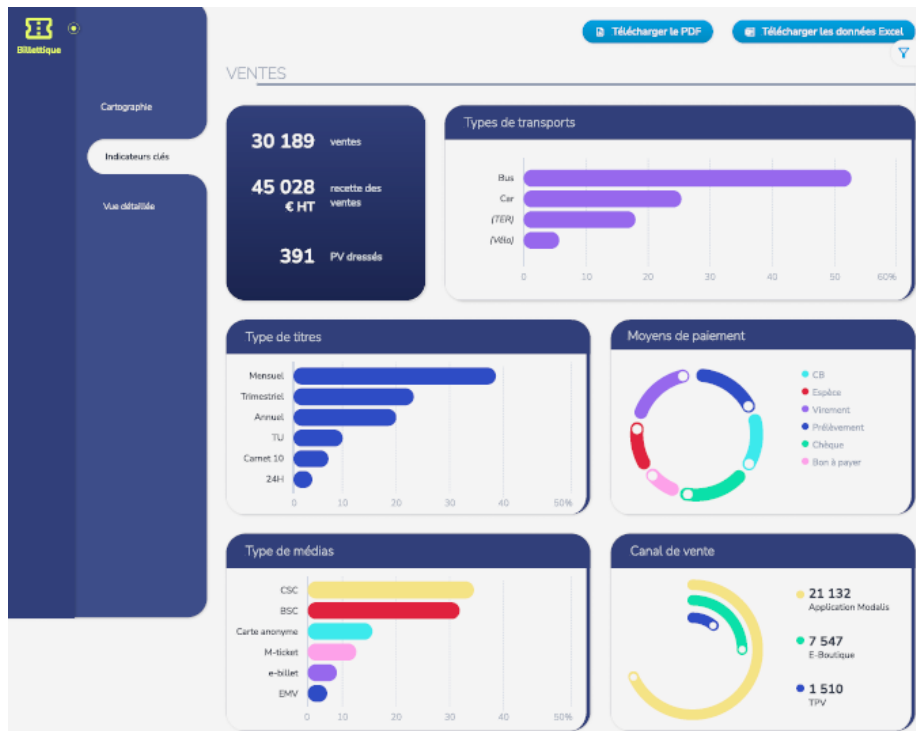 Billettique
Télécharger le PDF
Télécharger les données Excel
VENTES
Cartographie
Indicateurs clés
Vue détaillée
30 189 ventes
45 028 € HT recette des ventes
391 PV dressés
Types de transports
Bus
Car
(TER)
(Vélo)
0 10 20 30 40 50 60%
Type de titres
Mensuel
Trimestriel
Annuel
TU
Carnet 10
24H
0 10 20 30 40 50%
Moyens de paiement
CB
Espèce
Virement
Prélèvement
Chèque
Bon à payer
Type de médias
CSC
BSC
Carte anonyme
M-ticket
e-billet
EMV
0 10 20 30 40 50%
Canal de vente
21 132
Application Modalis
7 547
E-Boutique
1 510
TPV